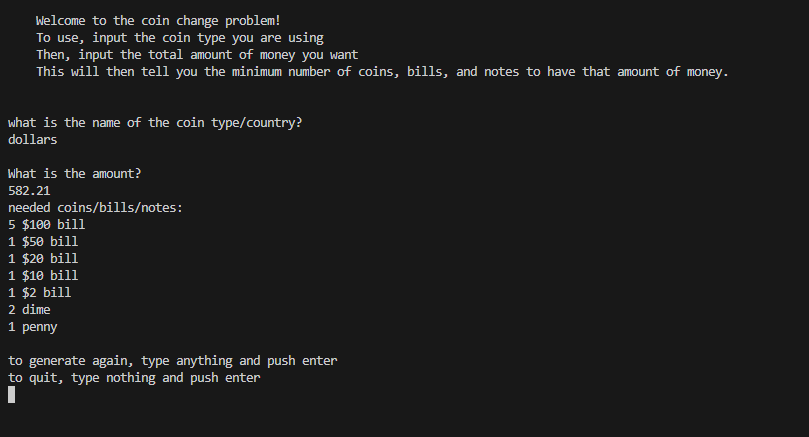 Welcome to the coin change problem!
To use, input the coin type you are using
Then, input the total amount of money you want
This will then tell you the minimum number of coins, bills, and notes to have that amount of money.
what is the name of the coin type/country?
dollars
What is the amount?
582.21
needed coins/bills/notes:
5 $100 bill
1 $50 bill
1 $20 bill
1 $10 bill
1 $2 bill
2 dime
1 penny
to generate again, type anything and push enter
to quit, type nothing and push enter